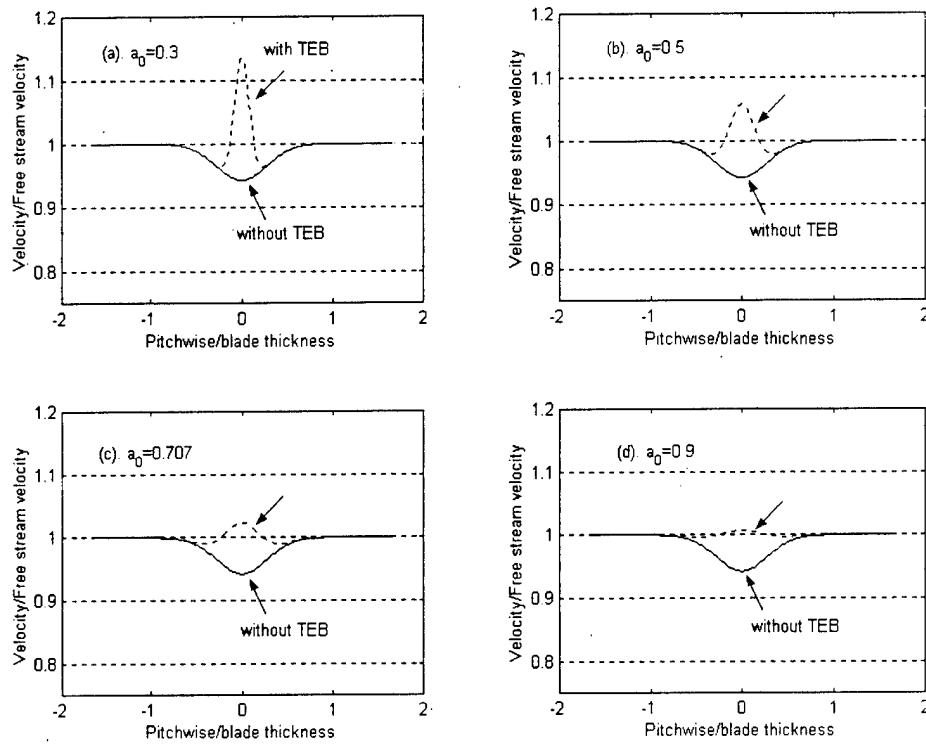 1.2
1.1
1
0.9
0.8
-2 -1 0 1 2
Velocity/Free stream velocity
Pitchwise/blade thickness
(a). a0=0.3
with TEB
without TEB
1.2
1.1
1
0.9
0.8
-2 -1 0 1 2
Velocity/Free stream velocity
Pitchwise/blade thickness
(b). a0=0.5
without TEB
1.2
1.1
1
0.9
0.8
-2 -1 0 1 2
Velocity/Free stream velocity
Pitchwise/blade thickness
(c). a0=0.707
without TEB
1.2
1.1
1
0.9
0.8
-2 -1 0 1 2
Velocity/Free stream velocity
Pitchwise/blade thickness
(d). a0=0.9
without TEB